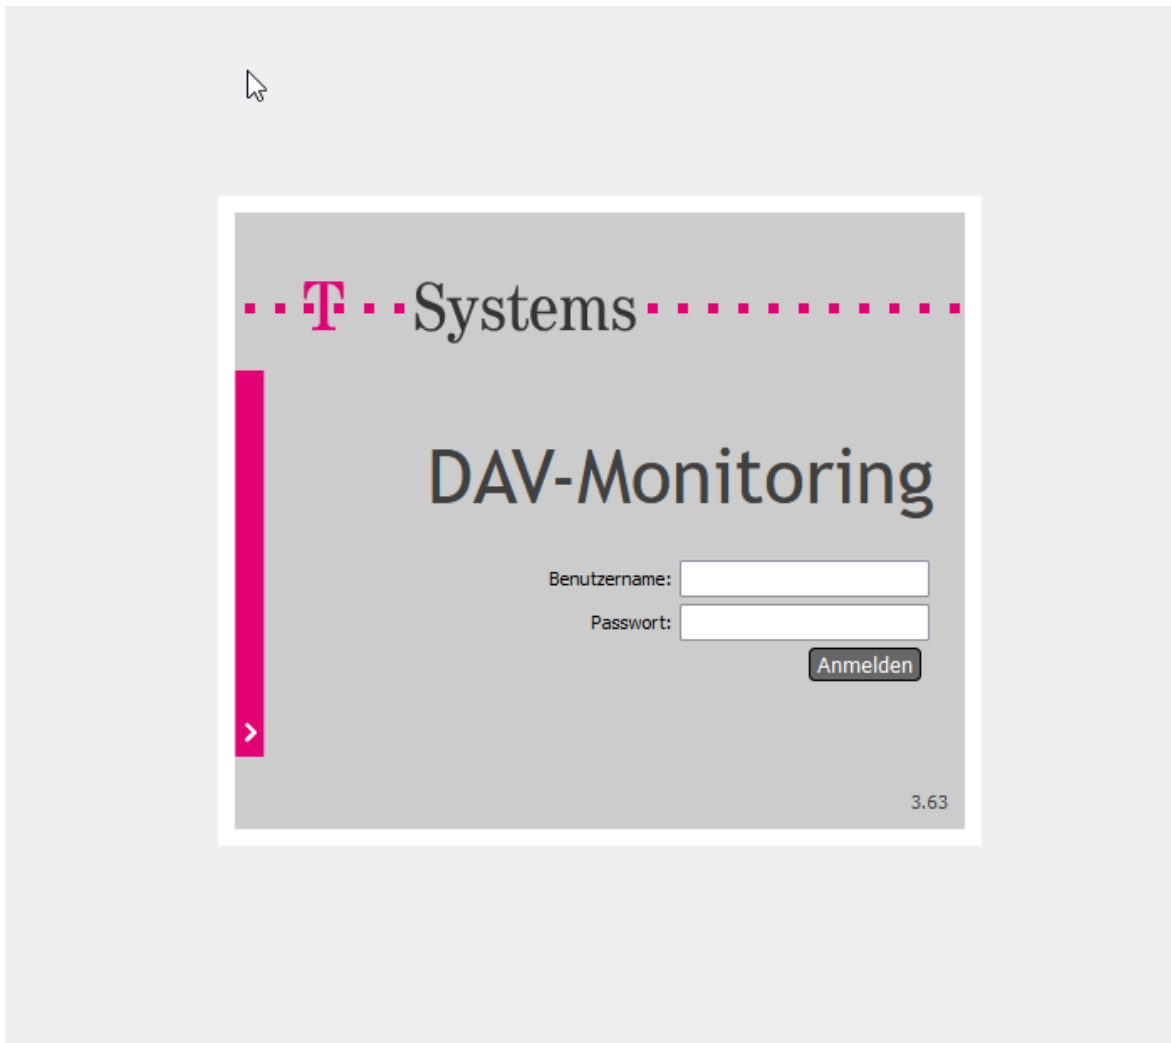 T Systems
DAV-Monitoring
Benutzername:
Passwort:
Anmelden
3.63